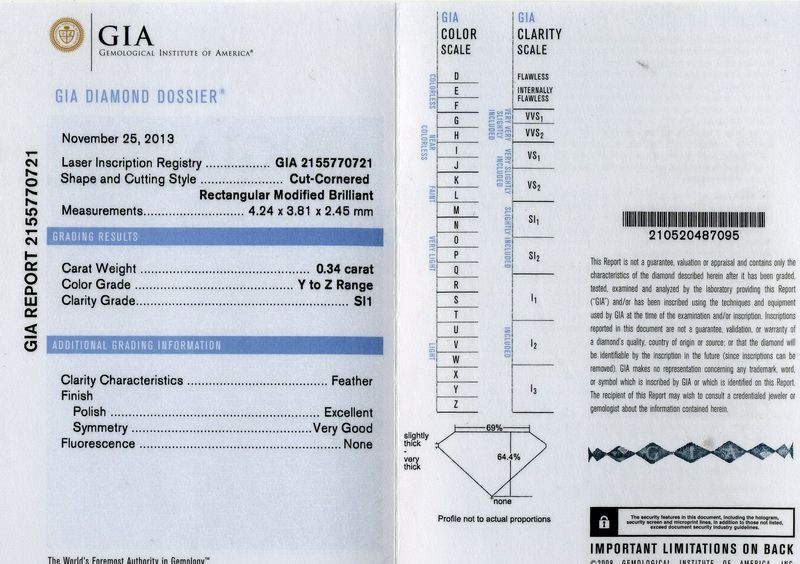 GIA
GEMOLOGICAL INSTITUTE OF AMERICA®
GIA DIAMOND DOSSIER®
GIA REPORT 2155770721
November 25, 2013
Laser Inscription Registry ................ GIA 2155770721
Shape and Cutting Style ................ Cut-Cornered
Rectangular Modified Brilliant
Measurements................ 4.24 x 3.81 x 2.45 mm
GRADING RESULTS
Carat Weight ................ 0.34 carat
Color Grade ................ Y to Z Range
Clarity Grade................ SI1
ADDITIONAL GRADING INFORMATION
Clarity Characteristics ................ Feather
Finish
Polish ................ Excellent
Symmetry ................ Very Good
Fluorescence ................ None
The World's Foremost Authority in Gemology™
GIA
COLOR
SCALE
COLORLESS
D
E
F
NEAR
COLORLESS
G
H
I
J
FAINT
K
L
M
VERY LIGHT
N
O
P
Q
R
LIGHT
S
T
U
V
W
X
Y
Z
GIA
CLARITY
SCALE
FLAWLESS
INTERNALLY
FLAWLESS
VERY VERY
SLIGHTLY
INCLUDED
VVS1
VVS2
VERY SLIGHTLY
INCLUDED
VS1
VS2
SLIGHTLY INCLUDED
SI1
SI2
INCLUDED
I1
I2
I3
69%
slightly
thick
-
very
thick
64.4%
none
Profile not to actual proportions
210520487095
This Report is not a guarantee, valuation or appraisal and contains only the
characteristics of the diamond described herein after it has been graded,
tested, examined and analyzed by the laboratory providing this Report
("GIA") and/or has been inscribed using the techniques and equipment
used by GIA at the time of the examination and/or inscription. Inscriptions
reported in this document are not a guarantee, validation, or warranty of
a diamond's quality, country of origin or source; or that the diamond will
be identifiable by the inscription in the future (since inscriptions can be
removed). GIA makes no representation concerning any trademark, word,
or symbol which is inscribed by GIA or which is identified on this Report.
The recipient of this Report may wish to consult a credentialed jeweler or
gemologist about the information contained herein.
GIA
The security features in this document, including the hologram,
security screen and microprint lines, in addition to those not listed,
exceed document security industry guidelines.
IMPORTANT LIMITATIONS ON BACK
©2008 GEMOLOGICAL INSTITUTE OF AMERICA, INC.